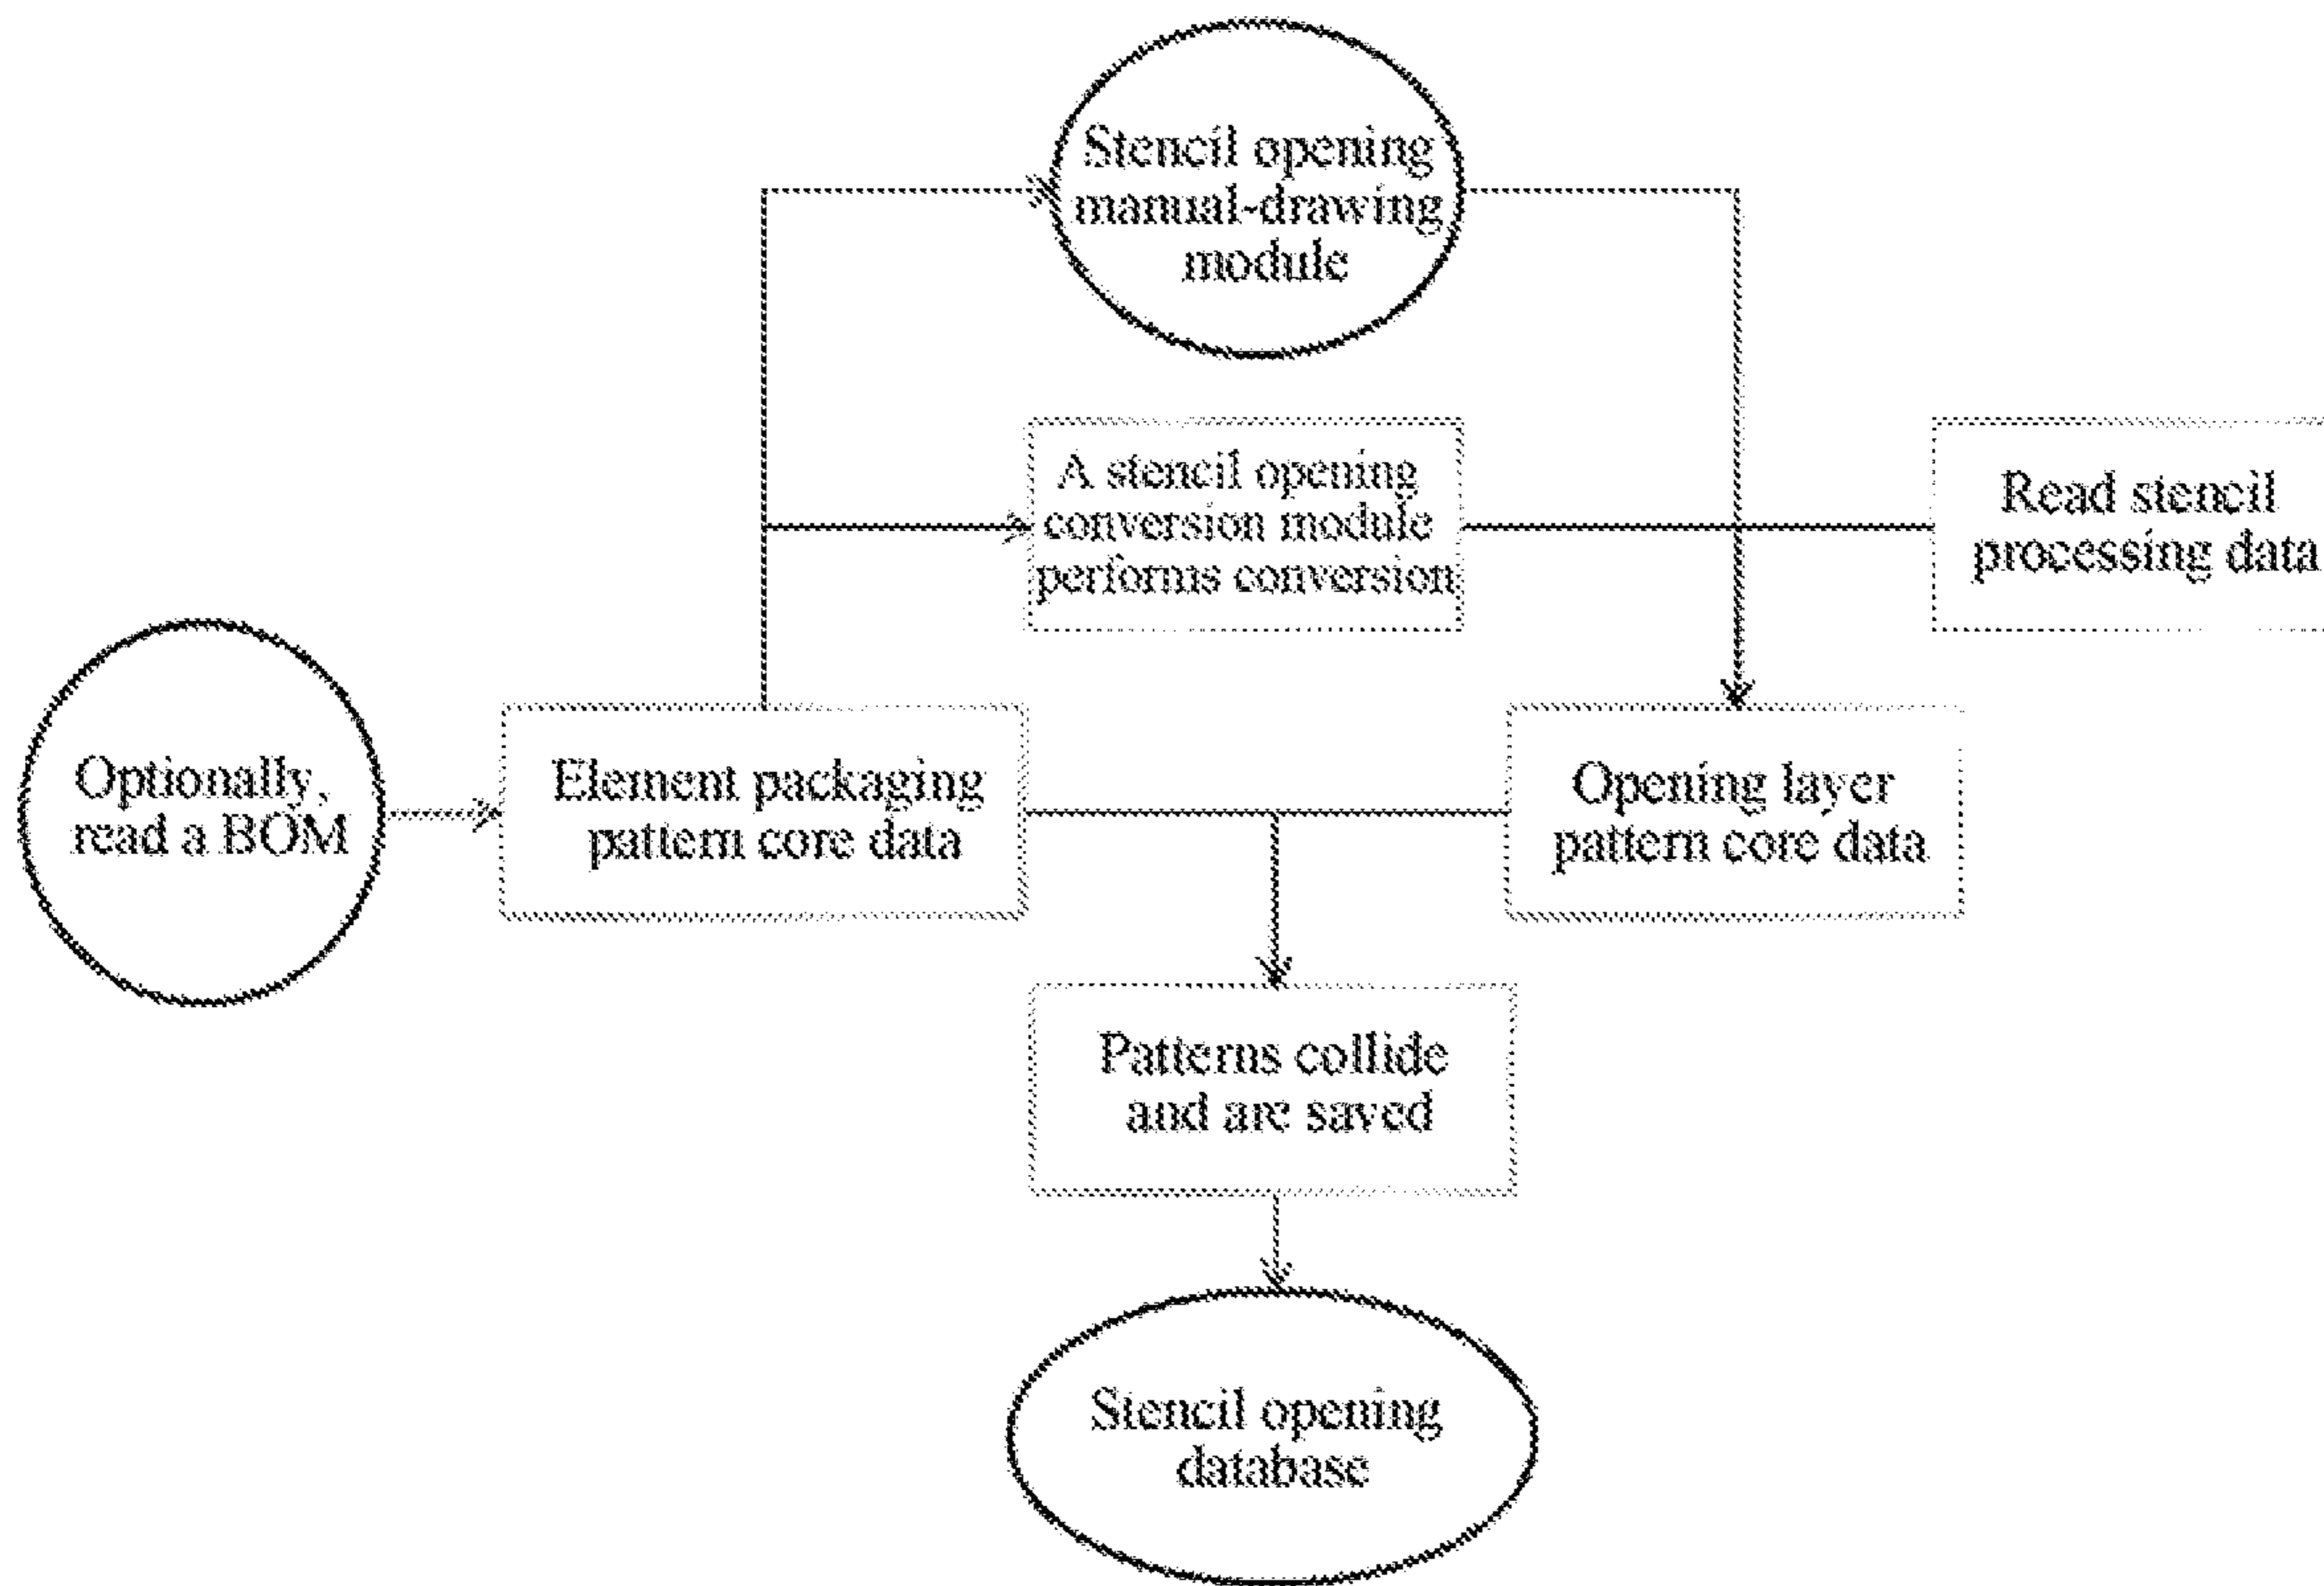 Stencil opening
manual-drawing
module
A stencil opening
conversion module
performs conversion
Read stencil
processing data
Optionally,
read a BOM
Element packaging
pattern core data
Opening layer
pattern core data
Patterns collide
and are saved
Stencil opening
database